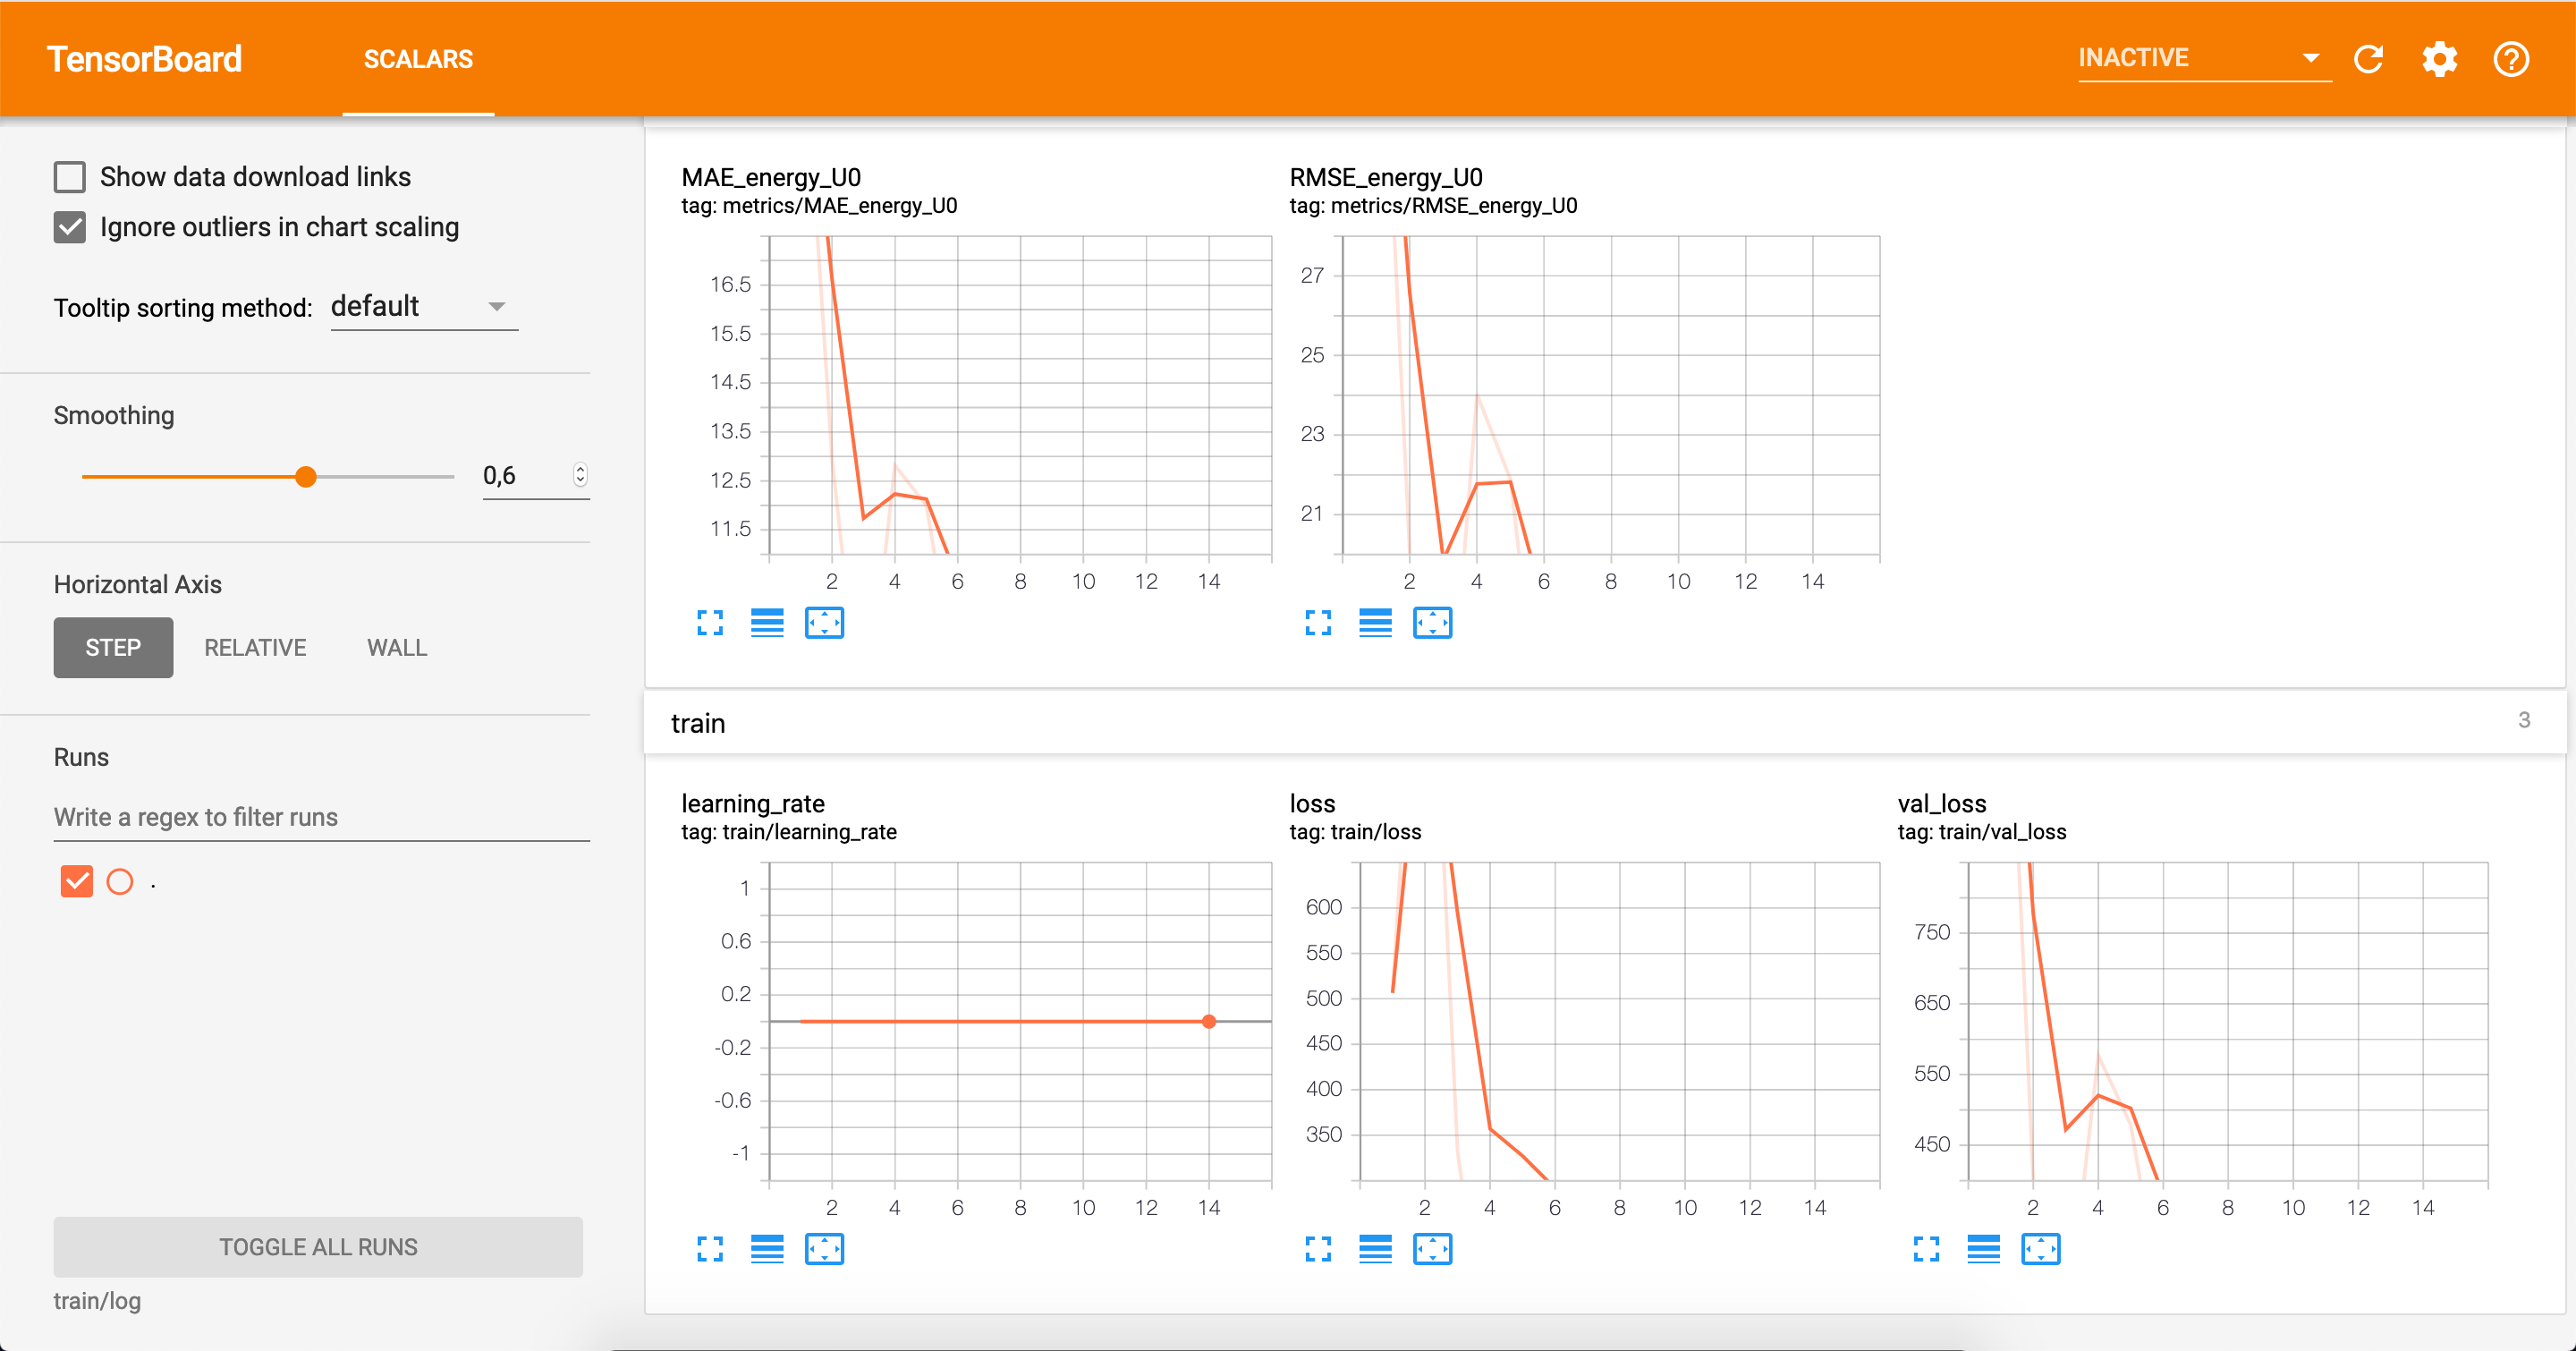 TensorBoard
SCALARS
INACTIVE
Show data download links
Ignore outliers in chart scaling
Tooltip sorting method: default
Smoothing
0,6
Horizontal Axis
STEP RELATIVE WALL
Runs
Write a regex to filter runs
.
TOGGLE ALL RUNS
train/log
MAE_energy_U0
tag: metrics/MAE_energy_U0
16.5
15.5
14.5
13.5
12.5
11.5
2 4 6 8 10 12 14
RMSE_energy_U0
tag: metrics/RMSE_energy_U0
27
25
23
21
2 4 6 8 10 12 14
train
3
learning_rate
tag: train/learning_rate
1
0.6
0.2
-0.2
-0.6
-1
2 4 6 8 10 12 14
loss
tag: train/loss
600
550
500
450
400
350
2 4 6 8 10 12 14
val_loss
tag: train/val_loss
750
650
550
450
2 4 6 8 10 12 14